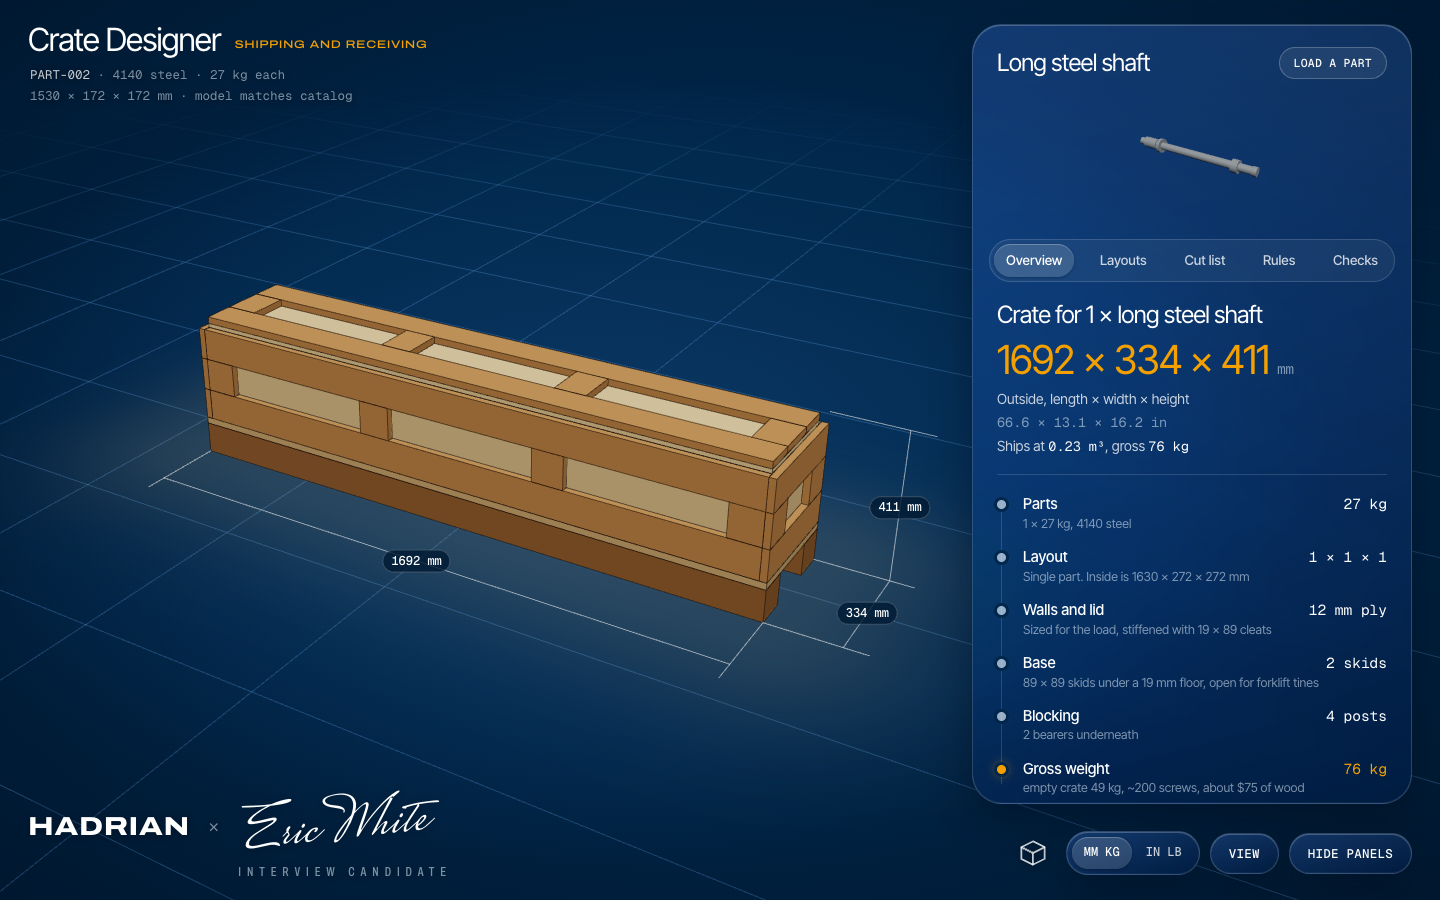 Crate Designer SHIPPING AND RECEIVING
PART-002 · 4140 steel · 27 kg each
1530 × 172 × 172 mm · model matches catalog
411 mm
1692 mm
334 mm
HADRIAN × Eric White
INTERVIEW CANDIDATE
Long steel shaft LOAD A PART
Overview Layouts Cut list Rules Checks
Crate for 1 × long steel shaft
1692 × 334 × 411 mm
Outside, length × width × height
66.6 × 13.1 × 16.2 in
Ships at 0.23 m³, gross 76 kg
Parts 27 kg
1 × 27 kg, 4140 steel
Layout 1 × 1 × 1
Single part. Inside is 1630 × 272 × 272 mm
Walls and lid 12 mm ply
Sized for the load, stiffened with 19 × 89 cleats
Base 2 skids
89 × 89 skids under a 19 mm floor, open for forklift tines
Blocking 4 posts
2 bearers underneath
Gross weight 76 kg
empty crate 49 kg, ~200 screws, about $75 of wood
MM KG IN LB VIEW HIDE PANELS